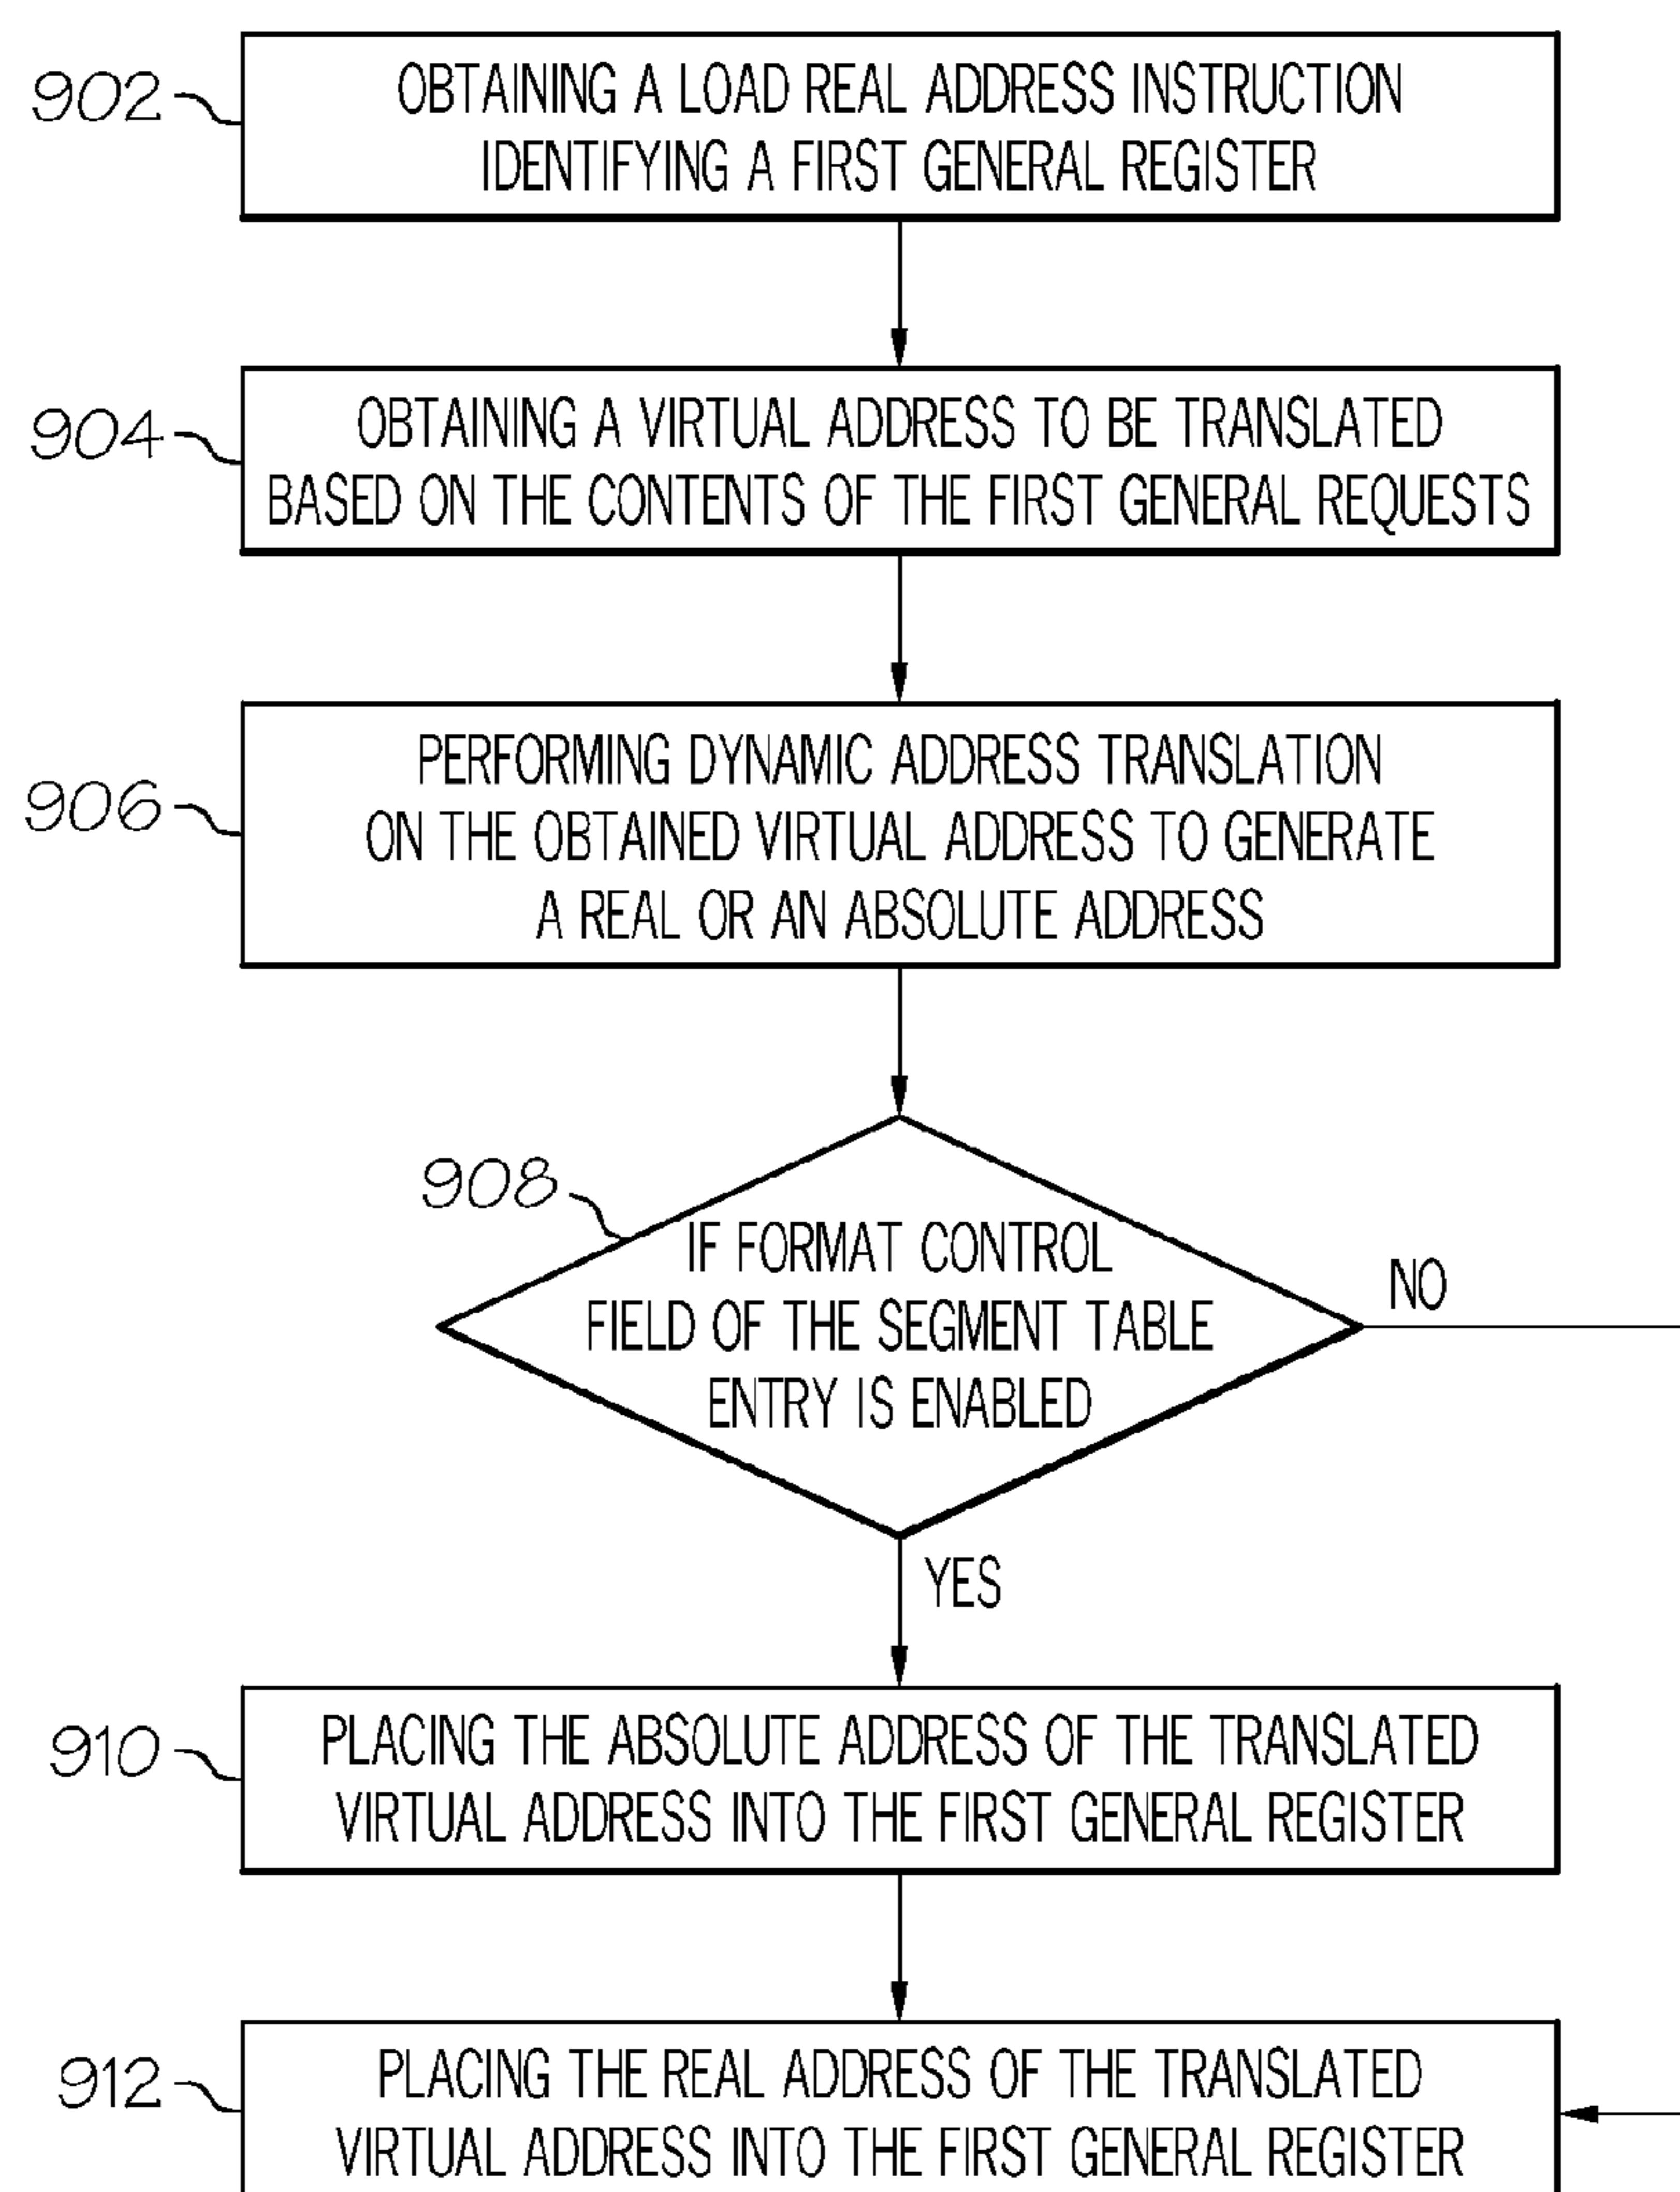 902
OBTAINING A LOAD REAL ADDRESS INSTRUCTION
IDENTIFYING A FIRST GENERAL REGISTER
904
OBTAINING A VIRTUAL ADDRESS TO BE TRANSLATED
BASED ON THE CONTENTS OF THE FIRST GENERAL REQUESTS
906
PERFORMING DYNAMIC ADDRESS TRANSLATION
ON THE OBTAINED VIRTUAL ADDRESS TO GENERATE
A REAL OR AN ABSOLUTE ADDRESS
908
IF FORMAT CONTROL
FIELD OF THE SEGMENT TABLE
ENTRY IS ENABLED
NO
YES
910
PLACING THE ABSOLUTE ADDRESS OF THE TRANSLATED
VIRTUAL ADDRESS INTO THE FIRST GENERAL REGISTER
912
PLACING THE REAL ADDRESS OF THE TRANSLATED
VIRTUAL ADDRESS INTO THE FIRST GENERAL REGISTER